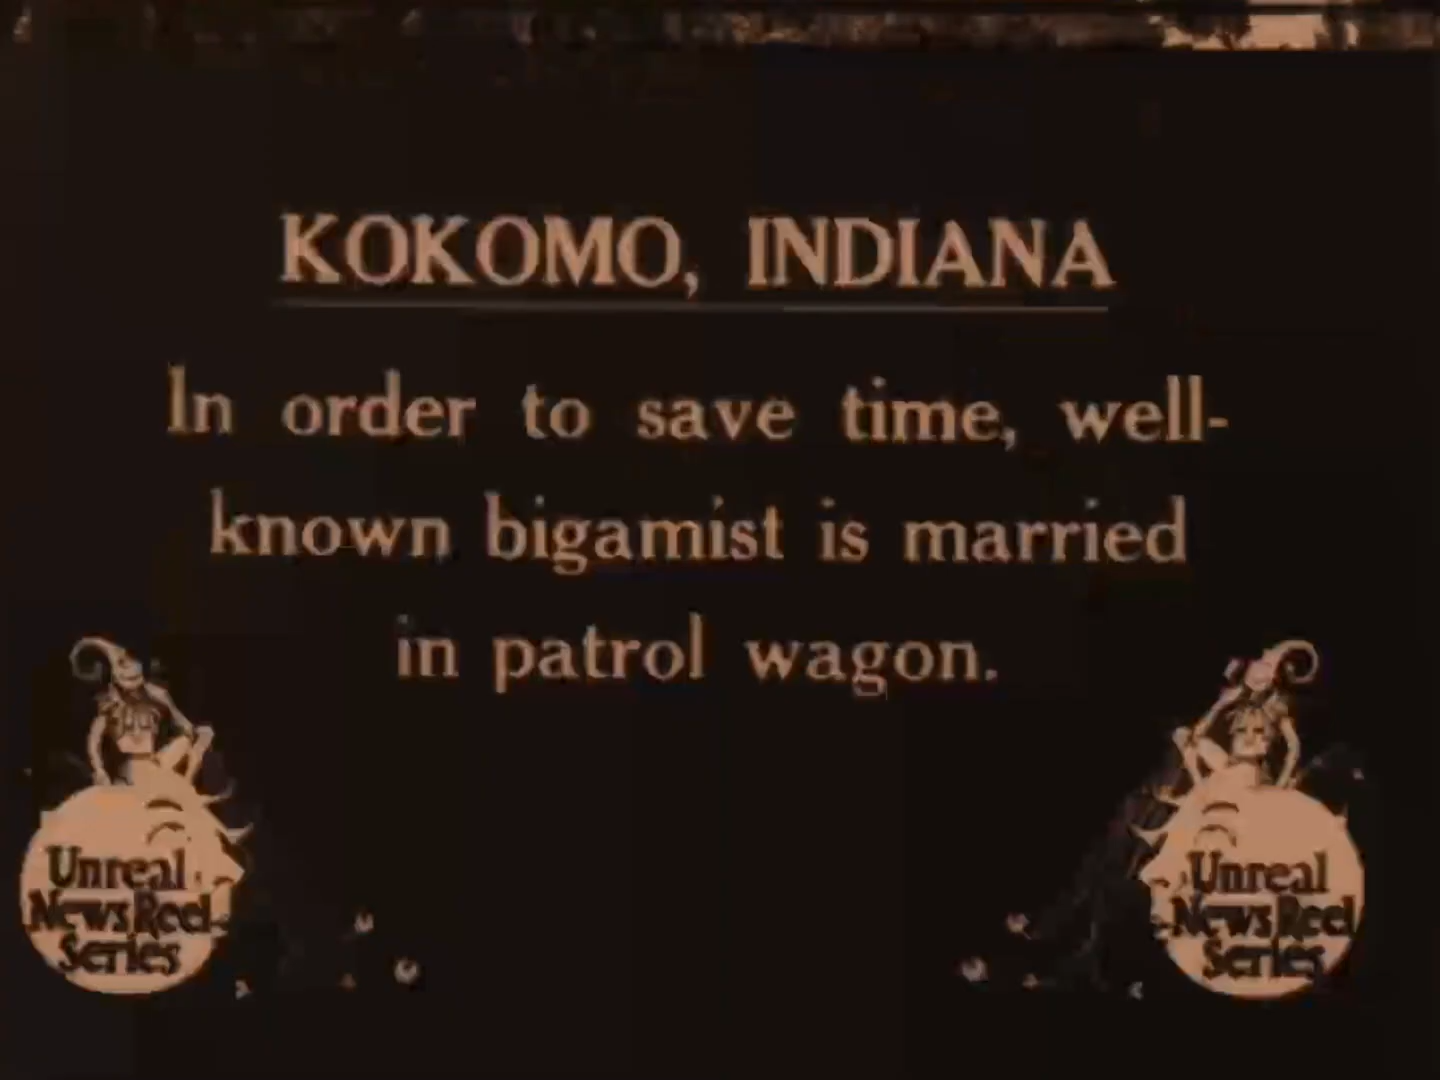 KOKOMO, INDIANA
In order to save time, well-
known bigamist is married
in patrol wagon.
Unreal
News Reel
Series
Unreal
News Reel
Series